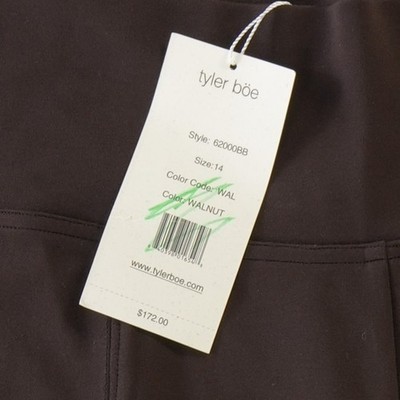 tyler böe
Style: 62000BB
Size: 14
Color Code: WAL
Color: WALNUT
www.tylerboe.com
$172.00